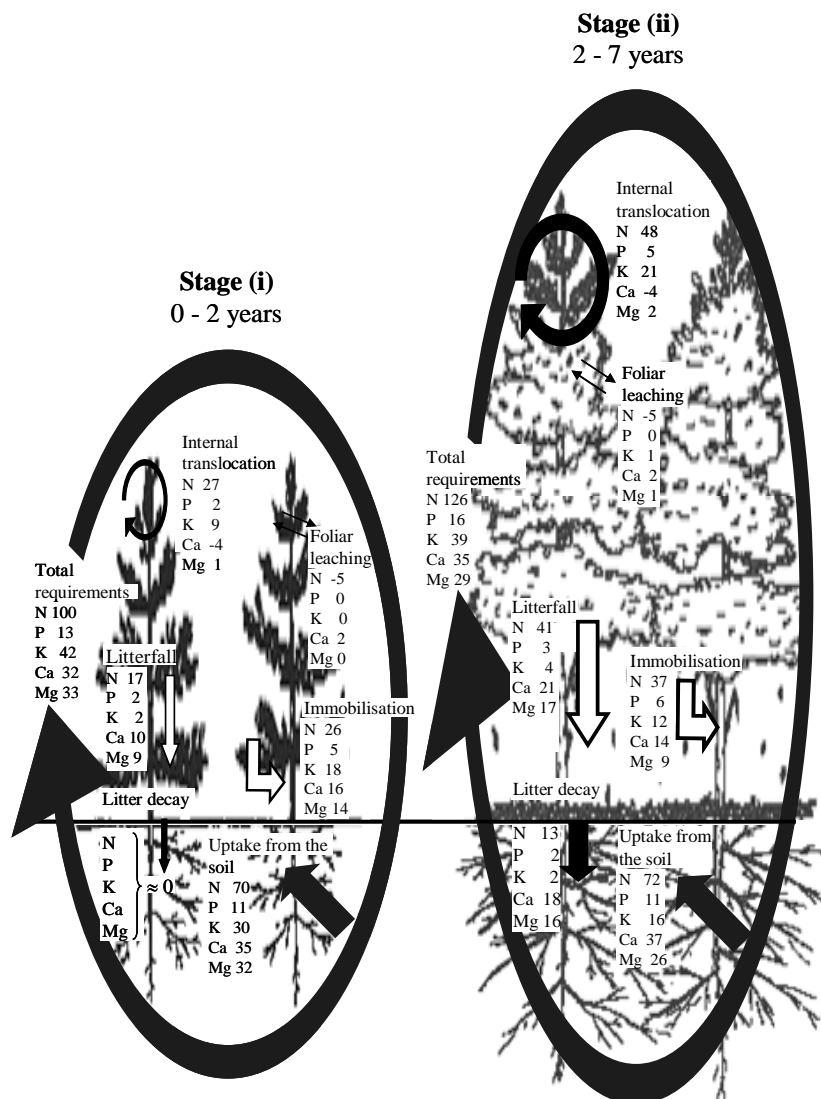 Stage (ii)
2 - 7 years
Internal
translocation
N 48
P 5
K 21
Ca -4
Mg 2
Foliar
leaching
N -5
P 0
K 1
Ca 2
Mg 1
Total
requirements
N 126
P 16
K 39
Ca 35
Mg 29
Litterfall
N 41
P 3
K 4
Ca 21
Mg 17
Immobilisation
N 37
P 6
K 12
Ca 14
Mg 9
Litter decay
N 13
P 2
K 2
Ca 18
Mg 16
Uptake from
the soil
N 72
P 11
K 16
Ca 37
Mg 26
Stage (i)
0 - 2 years
Internal
translocation
N 27
P 2
K 9
Ca -4
Mg 1
Foliar
leaching
N -5
P 0
K 0
Ca 2
Mg 0
Total
requirements
N 100
P 13
K 42
Ca 32
Mg 33
Litterfall
N 17
P 2
K 2
Ca 10
Mg 9
Immobilisation
N 26
P 5
K 18
Ca 16
Mg 14
Litter decay
N
P
K ≈ 0
Ca
Mg
Uptake from the
soil
N 70
P 11
K 30
Ca 35
Mg 32